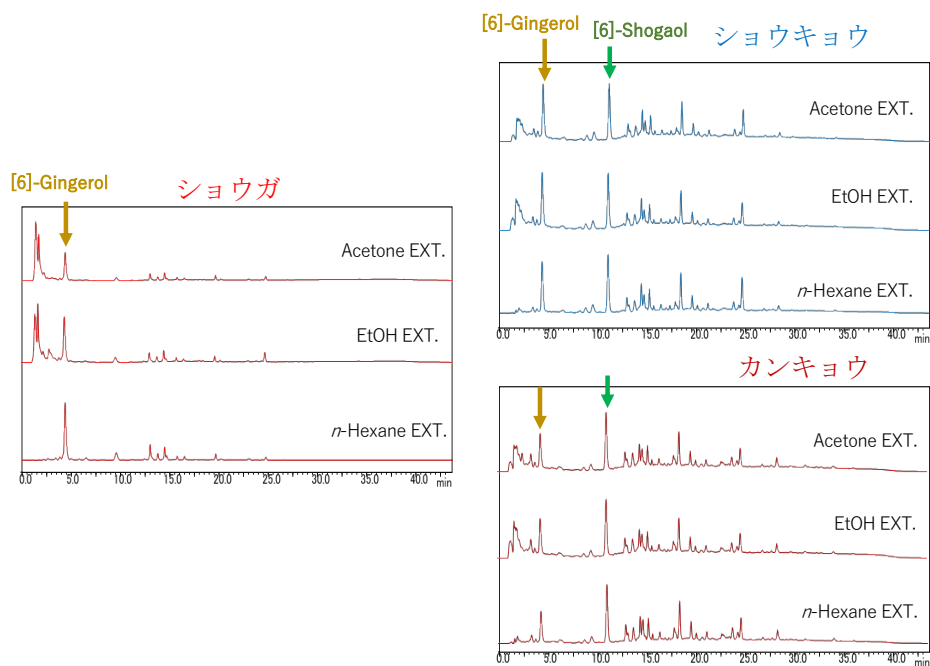 [6]-Gingerol
ショウガ
Acetone EXT.
EtOH EXT.
n-Hexane EXT.
0.0 5.0 10.0 15.0 20.0 25.0 30.0 35.0 40.0 min
[6]-Gingerol
[6]-Shogaol
ショウキョウ
Acetone EXT.
EtOH EXT.
n-Hexane EXT.
0.0 5.0 10.0 15.0 20.0 25.0 30.0 35.0 40.0 min
カンキョウ
Acetone EXT.
EtOH EXT.
n-Hexane EXT.
0.0 5.0 10.0 15.0 20.0 25.0 30.0 35.0 40.0 min